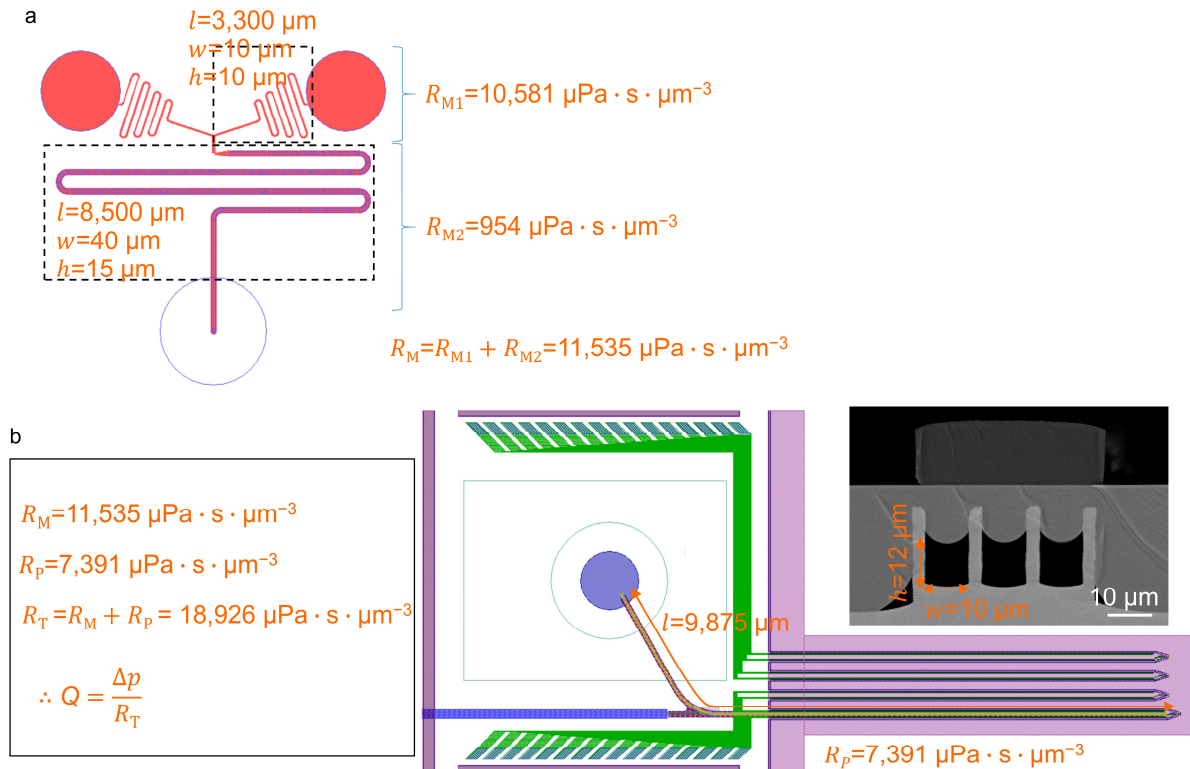 a
l=3,300 µm
w=10 µm
h=10 µm
R_M1=10,581 µPa · s · µm⁻³
l=8,500 µm
w=40 µm
h=15 µm
R_M2=954 µPa · s · µm⁻³
R_M=R_M1 + R_M2=11,535 µPa · s · µm⁻³
b
R_M=11,535 µPa · s · µm⁻³
R_P=7,391 µPa · s · µm⁻³
R_T=R_M + R_P = 18,926 µPa · s · µm⁻³
∴ Q = Δp / R_T
l=9,875 µm
h=12 µm
w=10 µm
10 µm
R_P=7,391 µPa · s · µm⁻³